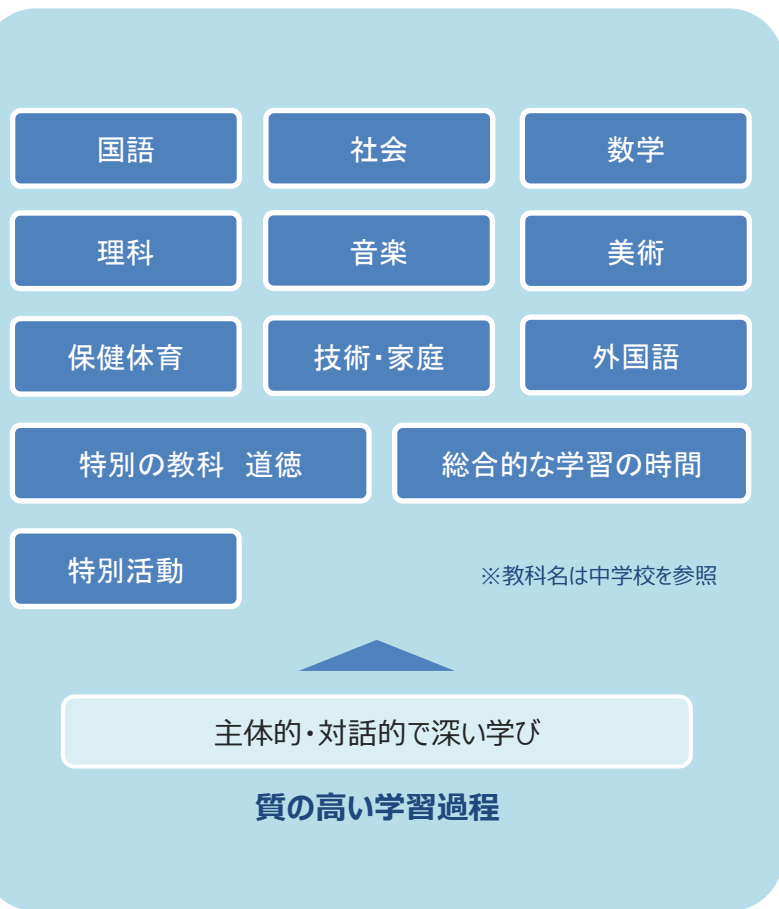 国語
社会
数学
理科
音楽
美術
保健体育
技術・家庭
外国語
特別の教科　道徳
総合的な学習の時間
特別活動
※教科名は中学校を参照
主体的・対話的で深い学び
質の高い学習過程